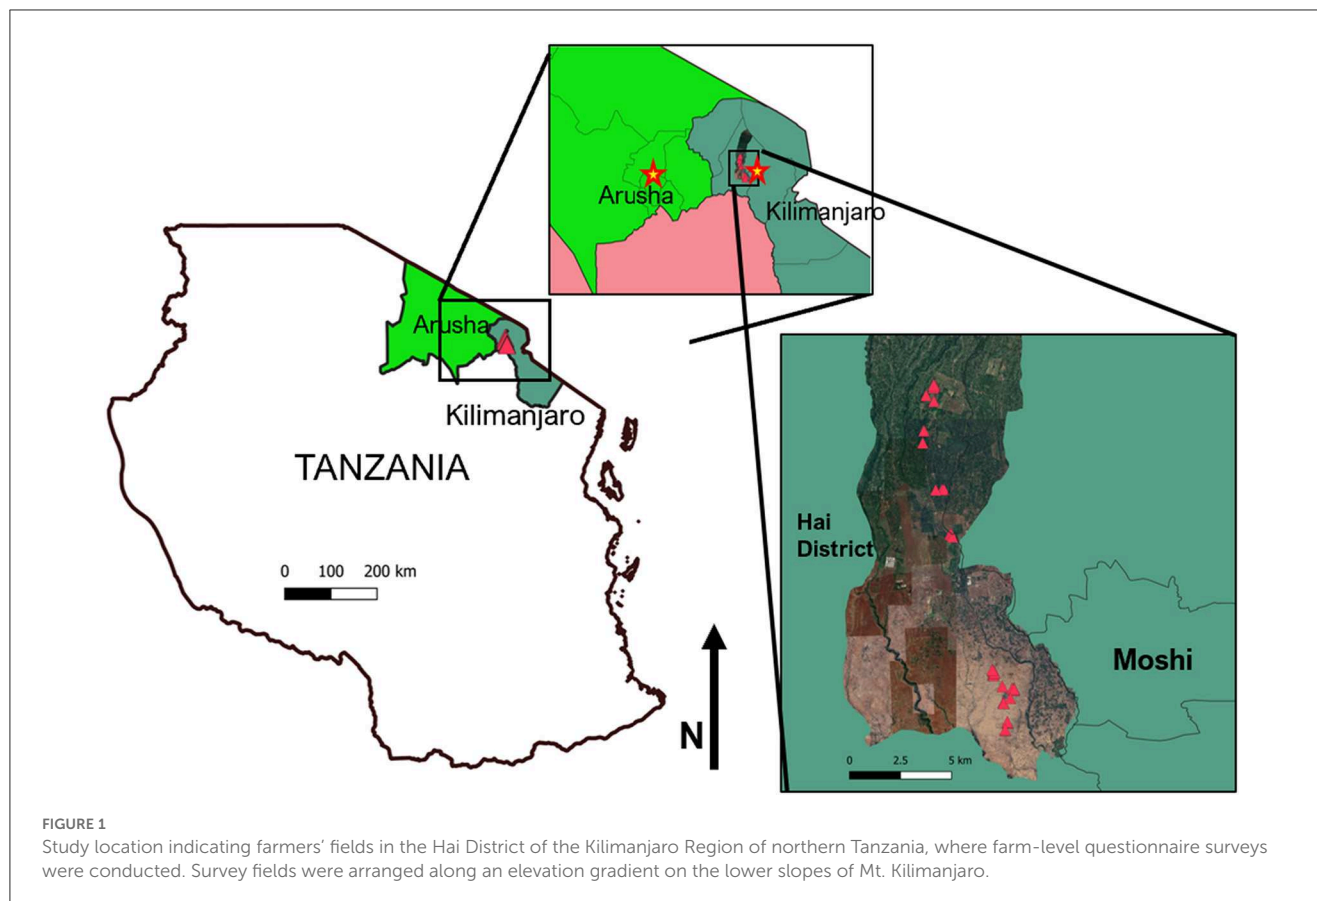 Arusha
Kilimanjaro
Arusha
Kilimanjaro
TANZANIA
0 100 200 km
N
Hai
District
Moshi
0 2.5 5 km
FIGURE 1
Study location indicating farmers’ fields in the Hai District of the Kilimanjaro Region of northern Tanzania, where farm-level questionnaire surveys
were conducted. Survey fields were arranged along an elevation gradient on the lower slopes of Mt. Kilimanjaro.